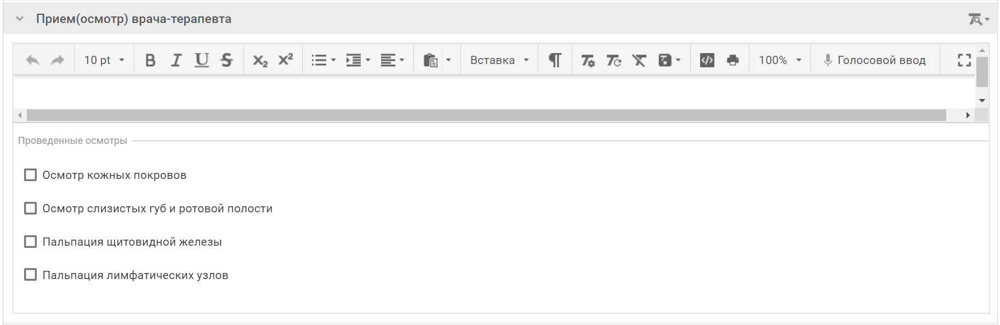 Прием(осмотр) врача-терапевта
10 pt B I U S X₂ X² Вставка ¶ 100% Голосовой ввод
Проведенные осмотры
Осмотр кожных покровов
Осмотр слизистых губ и ротовой полости
Пальпация щитовидной железы
Пальпация лимфатических узлов